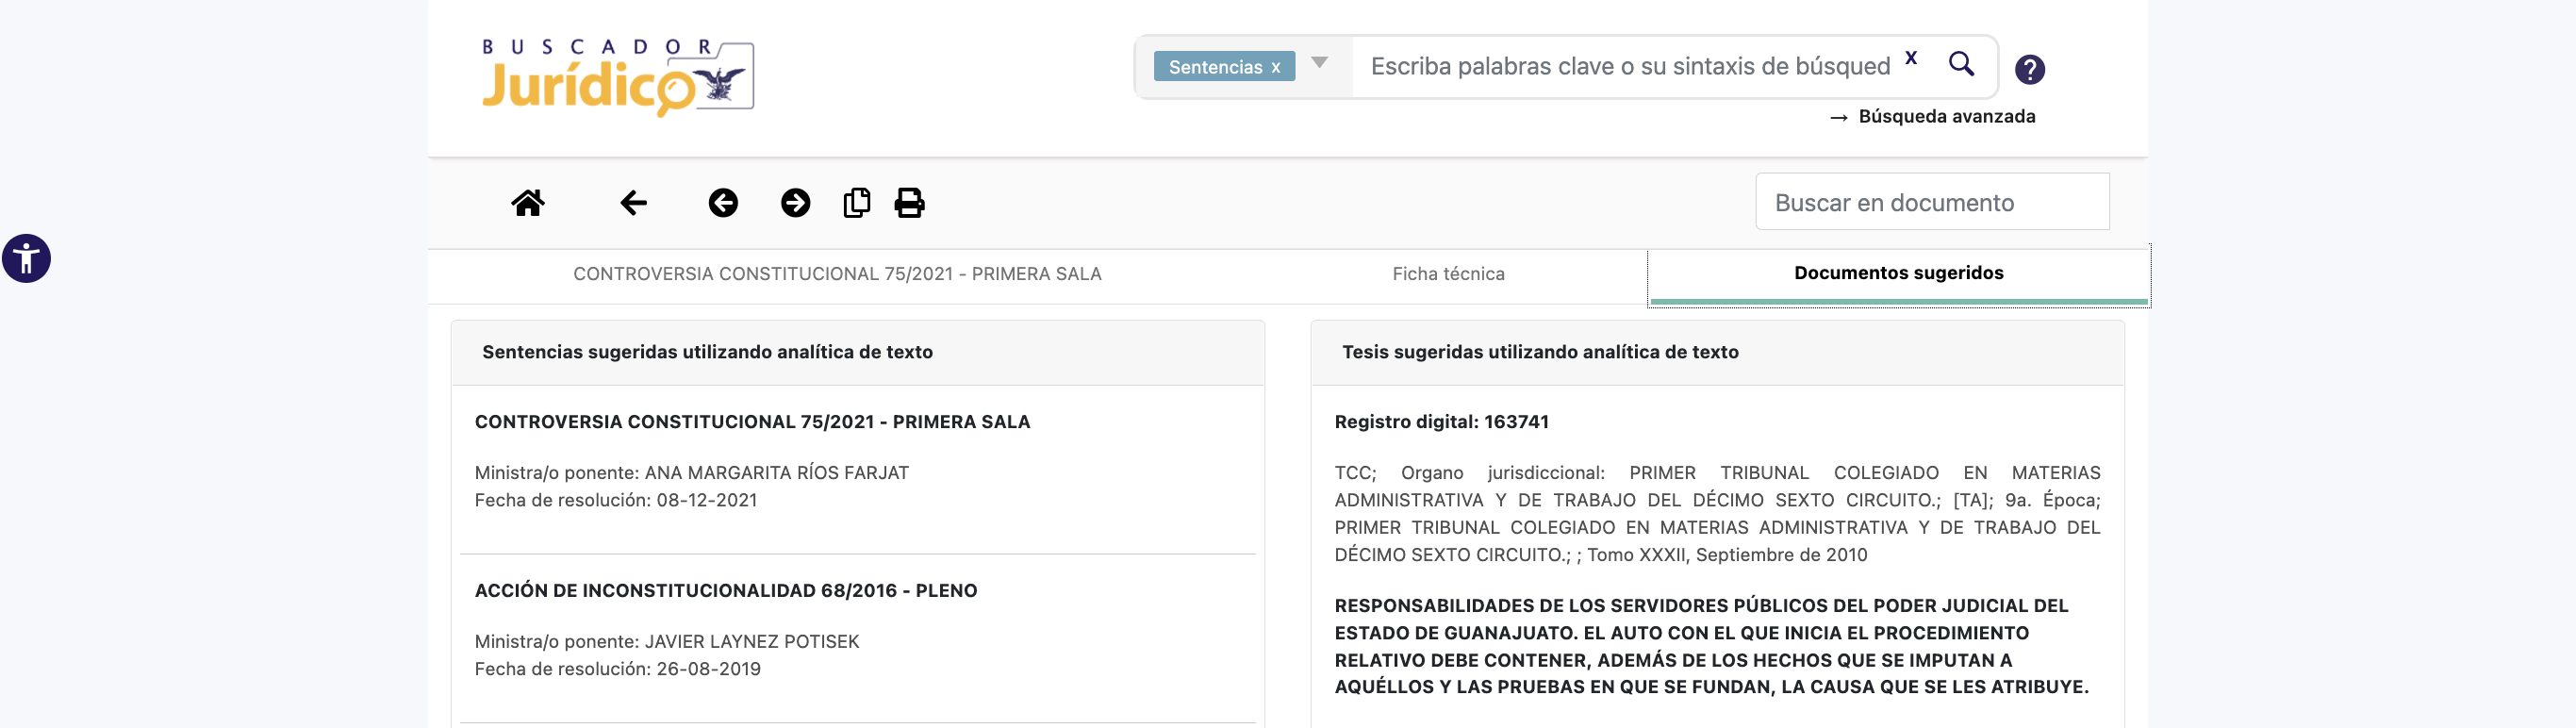 BUSCADOR
Jurídico
Sentencias x
Escriba palabras clave o su sintaxis de búsqued
x
?
→ Búsqueda avanzada
Buscar en documento
CONTROVERSIA CONSTITUCIONAL 75/2021 - PRIMERA SALA
Ficha técnica
Documentos sugeridos
Sentencias sugeridas utilizando analítica de texto
CONTROVERSIA CONSTITUCIONAL 75/2021 - PRIMERA SALA
Ministra/o ponente: ANA MARGARITA RÍOS FARJAT
Fecha de resolución: 08-12-2021
ACCIÓN DE INCONSTITUCIONALIDAD 68/2016 - PLENO
Ministra/o ponente: JAVIER LAYNEZ POTISEK
Fecha de resolución: 26-08-2019
Tesis sugeridas utilizando analítica de texto
Registro digital: 163741
TCC; Organo jurisdiccional: PRIMER TRIBUNAL COLEGIADO EN MATERIAS
ADMINISTRATIVA Y DE TRABAJO DEL DÉCIMO SEXTO CIRCUITO.; [TA]; 9a. Época;
PRIMER TRIBUNAL COLEGIADO EN MATERIAS ADMINISTRATIVA Y DE TRABAJO DEL
DÉCIMO SEXTO CIRCUITO.; ; Tomo XXXII, Septiembre de 2010
RESPONSABILIDADES DE LOS SERVIDORES PÚBLICOS DEL PODER JUDICIAL DEL
ESTADO DE GUANAJUATO. EL AUTO CON EL QUE INICIA EL PROCEDIMIENTO
RELATIVO DEBE CONTENER, ADEMÁS DE LOS HECHOS QUE SE IMPUTAN A
AQUÉLLOS Y LAS PRUEBAS EN QUE SE FUNDAN, LA CAUSA QUE SE LES ATRIBUYE.